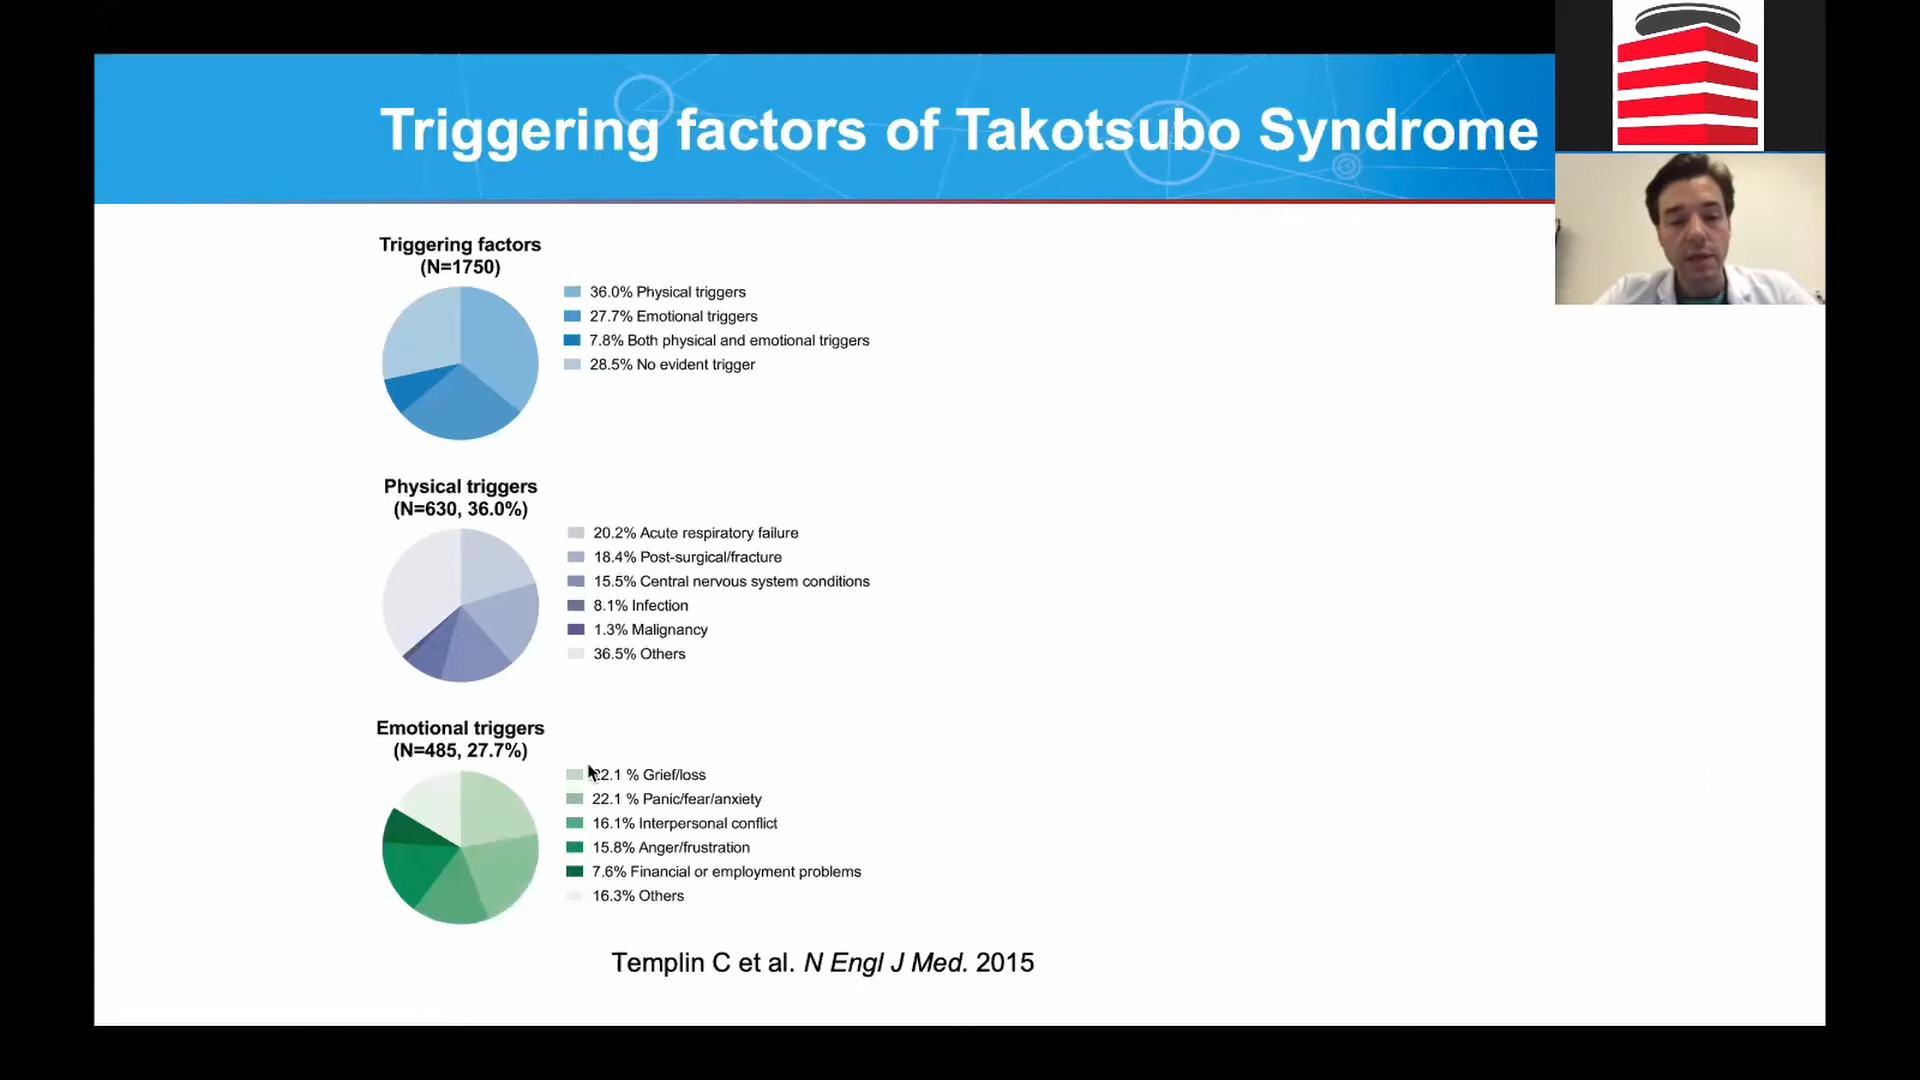 Triggering factors of Takotsubo Syndrome
Triggering factors
(N=1750)
36.0% Physical triggers
27.7% Emotional triggers
7.8% Both physical and emotional triggers
28.5% No evident trigger
Physical triggers
(N=630, 36.0%)
20.2% Acute respiratory failure
18.4% Post-surgical/fracture
15.5% Central nervous system conditions
8.1% Infection
1.3% Malignancy
36.5% Others
Emotional triggers
(N=485, 27.7%)
22.1 % Grief/loss
22.1 % Panic/fear/anxiety
16.1% Interpersonal conflict
15.8% Anger/frustration
7.6% Financial or employment problems
16.3% Others
Templin C et al. N Engl J Med. 2015